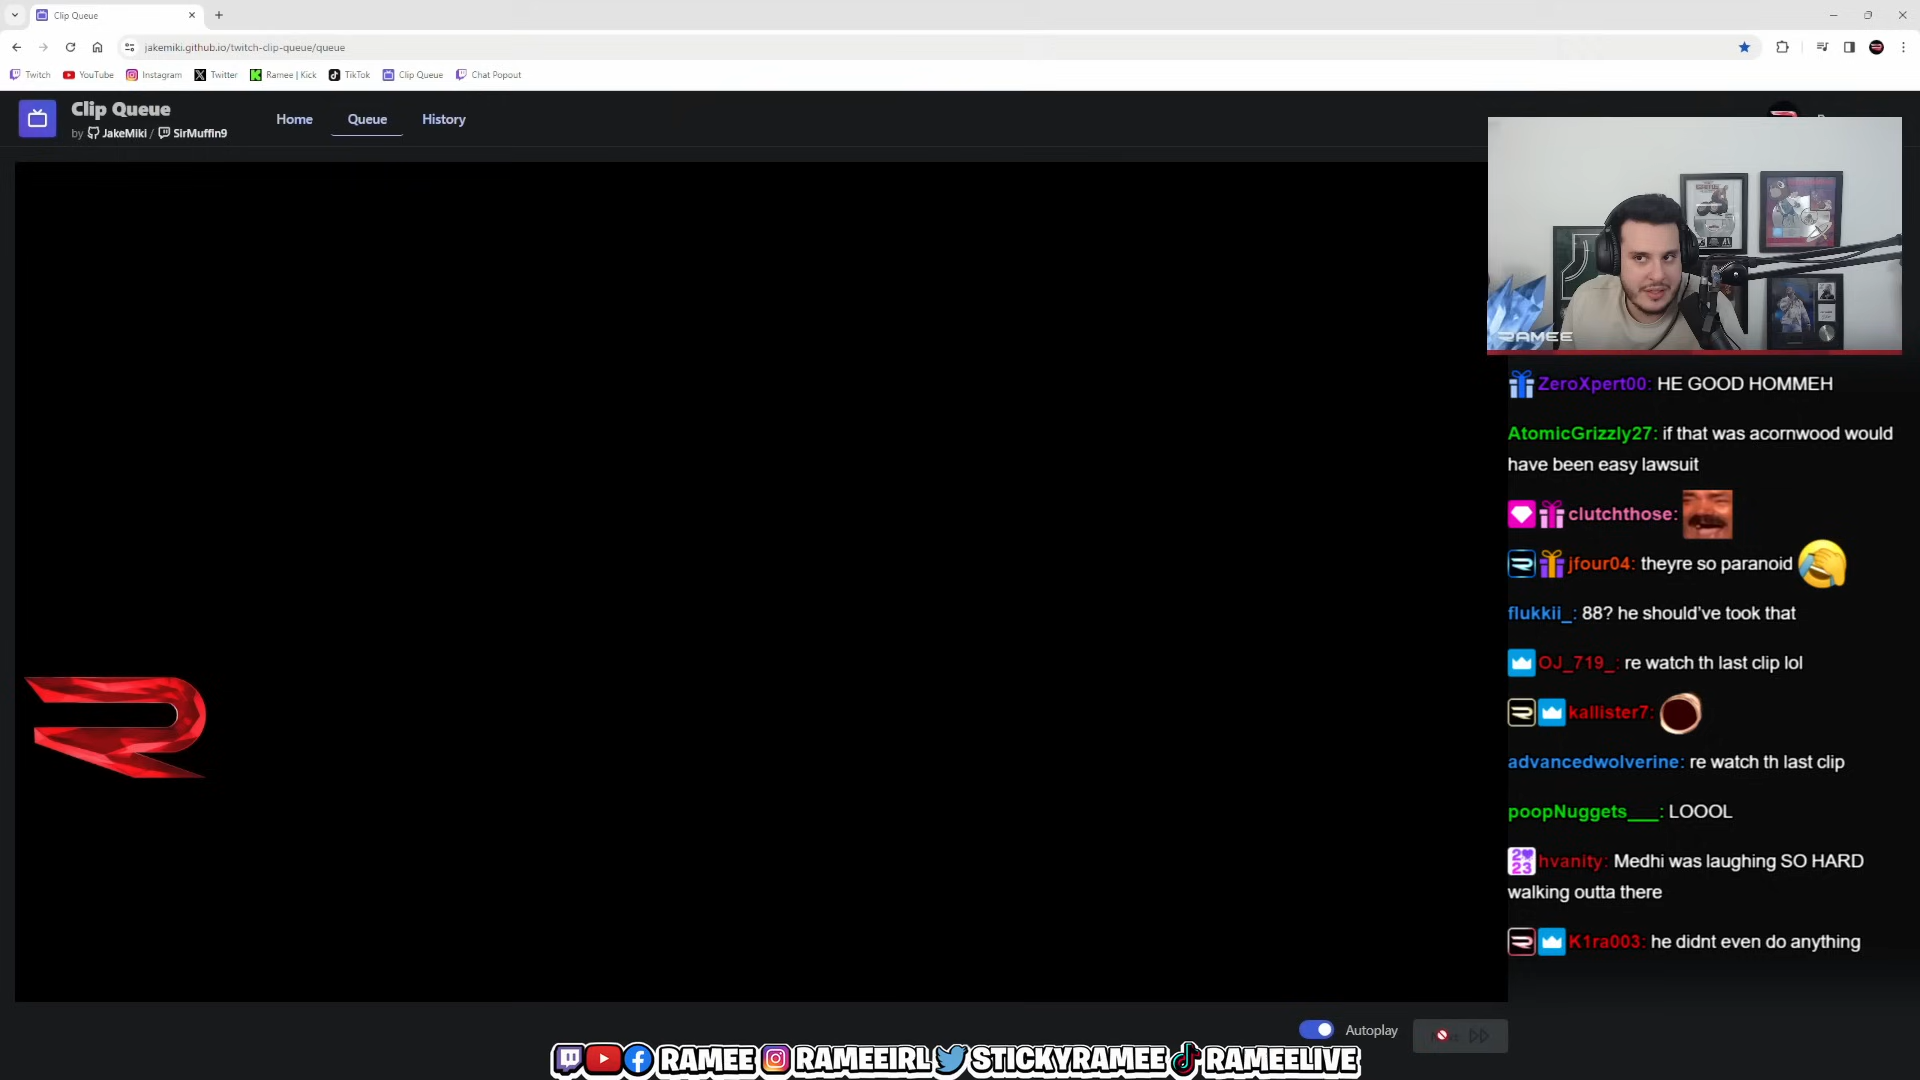 Clip Queue
jakemiki.github.io/twitch-clip-queue/queue
Twitch
YouTube
Instagram
Twitter
Ramee | Kick
TikTok
Clip Queue
Chat Popout
Clip Queue
by JakeMiki / SirMuffin9
Home
Queue
History
RAMEE
ZeroXpert00: HE GOOD HOMMEH
AtomicGrizzly27: if that was acornwood would
have been easy lawsuit
clutchthose:
jfour04: theyre so paranoid
flukkii_: 88? he should've took that
OJ_719_: re watch th last clip lol
kallister7:
advancedwolverine: re watch th last clip
poopNuggets___: LOOOL
2 23 hvanity: Medhi was laughing SO HARD
walking outta there
K1ra003: he didnt even do anything
Autoplay
RAMEE RAMEEIRL STICKYRAMEE RAMEELIVE